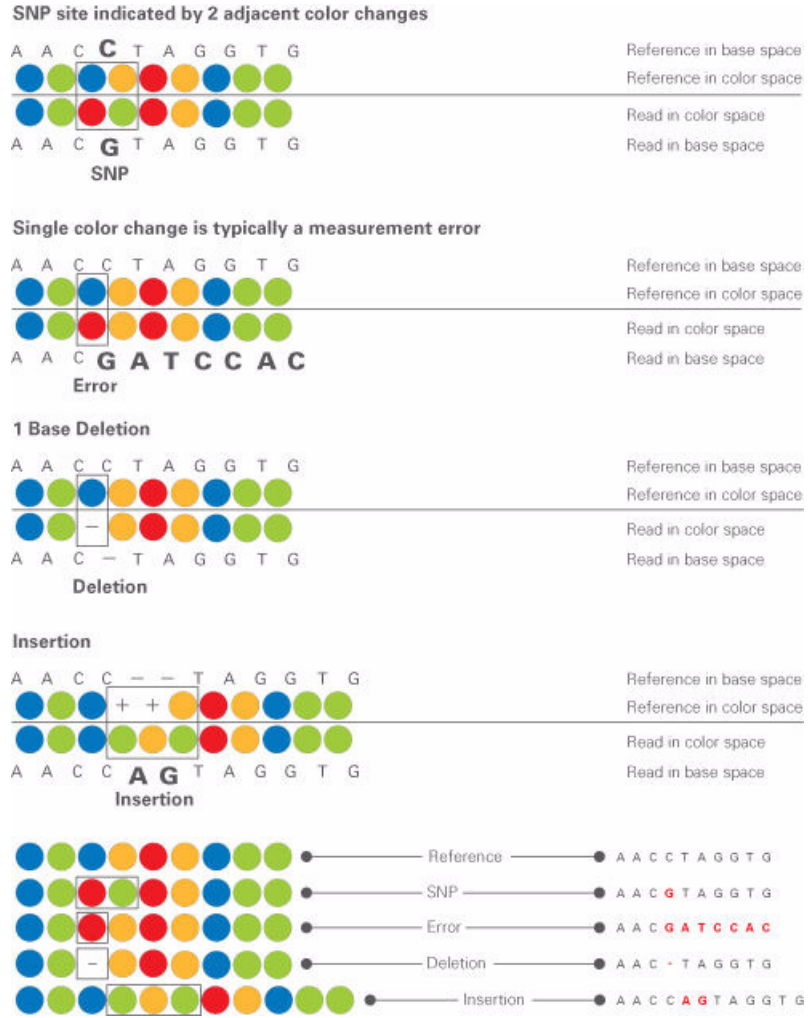 SNP site indicated by 2 adjacent color changes
A A C C T A G G T G Reference in base space
Reference in color space
Read in color space
A A C G T A G G T G Read in base space
SNP
Single color change is typically a measurement error
A A C C T A G G T G Reference in base space
Reference in color space
Read in color space
A A C G A T C C A C Read in base space
Error
1 Base Deletion
A A C C T A G G T G Reference in base space
Reference in color space
– Read in color space
A A C – T A G G T G Read in base space
Deletion
Insertion
A A C C – – T A G G T G Reference in base space
+ + Reference in color space
Read in color space
A A C C A G T A G G T G Read in base space
Insertion
Reference A A C C T A G G T G
SNP A A C G T A G G T G
Error A A C G A T C C A C
– Deletion A A C - T A G G T G
Insertion A A C C A G T A G G T G